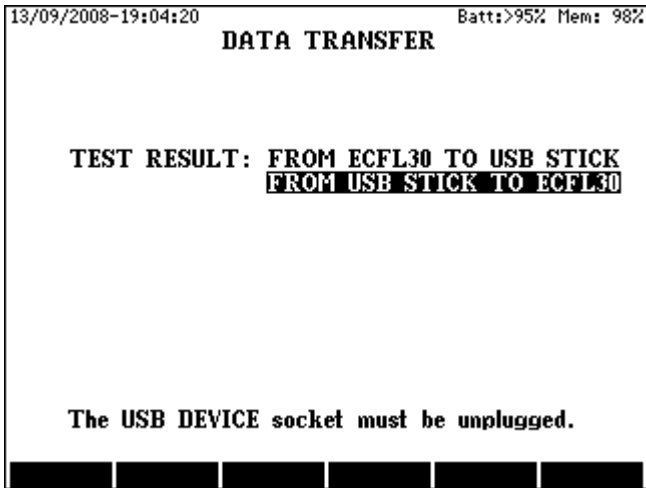 13/09/2008-19:04:20 Batt:>95% Mem: 98%
DATA TRANSFER
TEST RESULT: FROM ECFL30 TO USB STICK
FROM USB STICK TO ECFL30
The USB DEVICE socket must be unplugged.